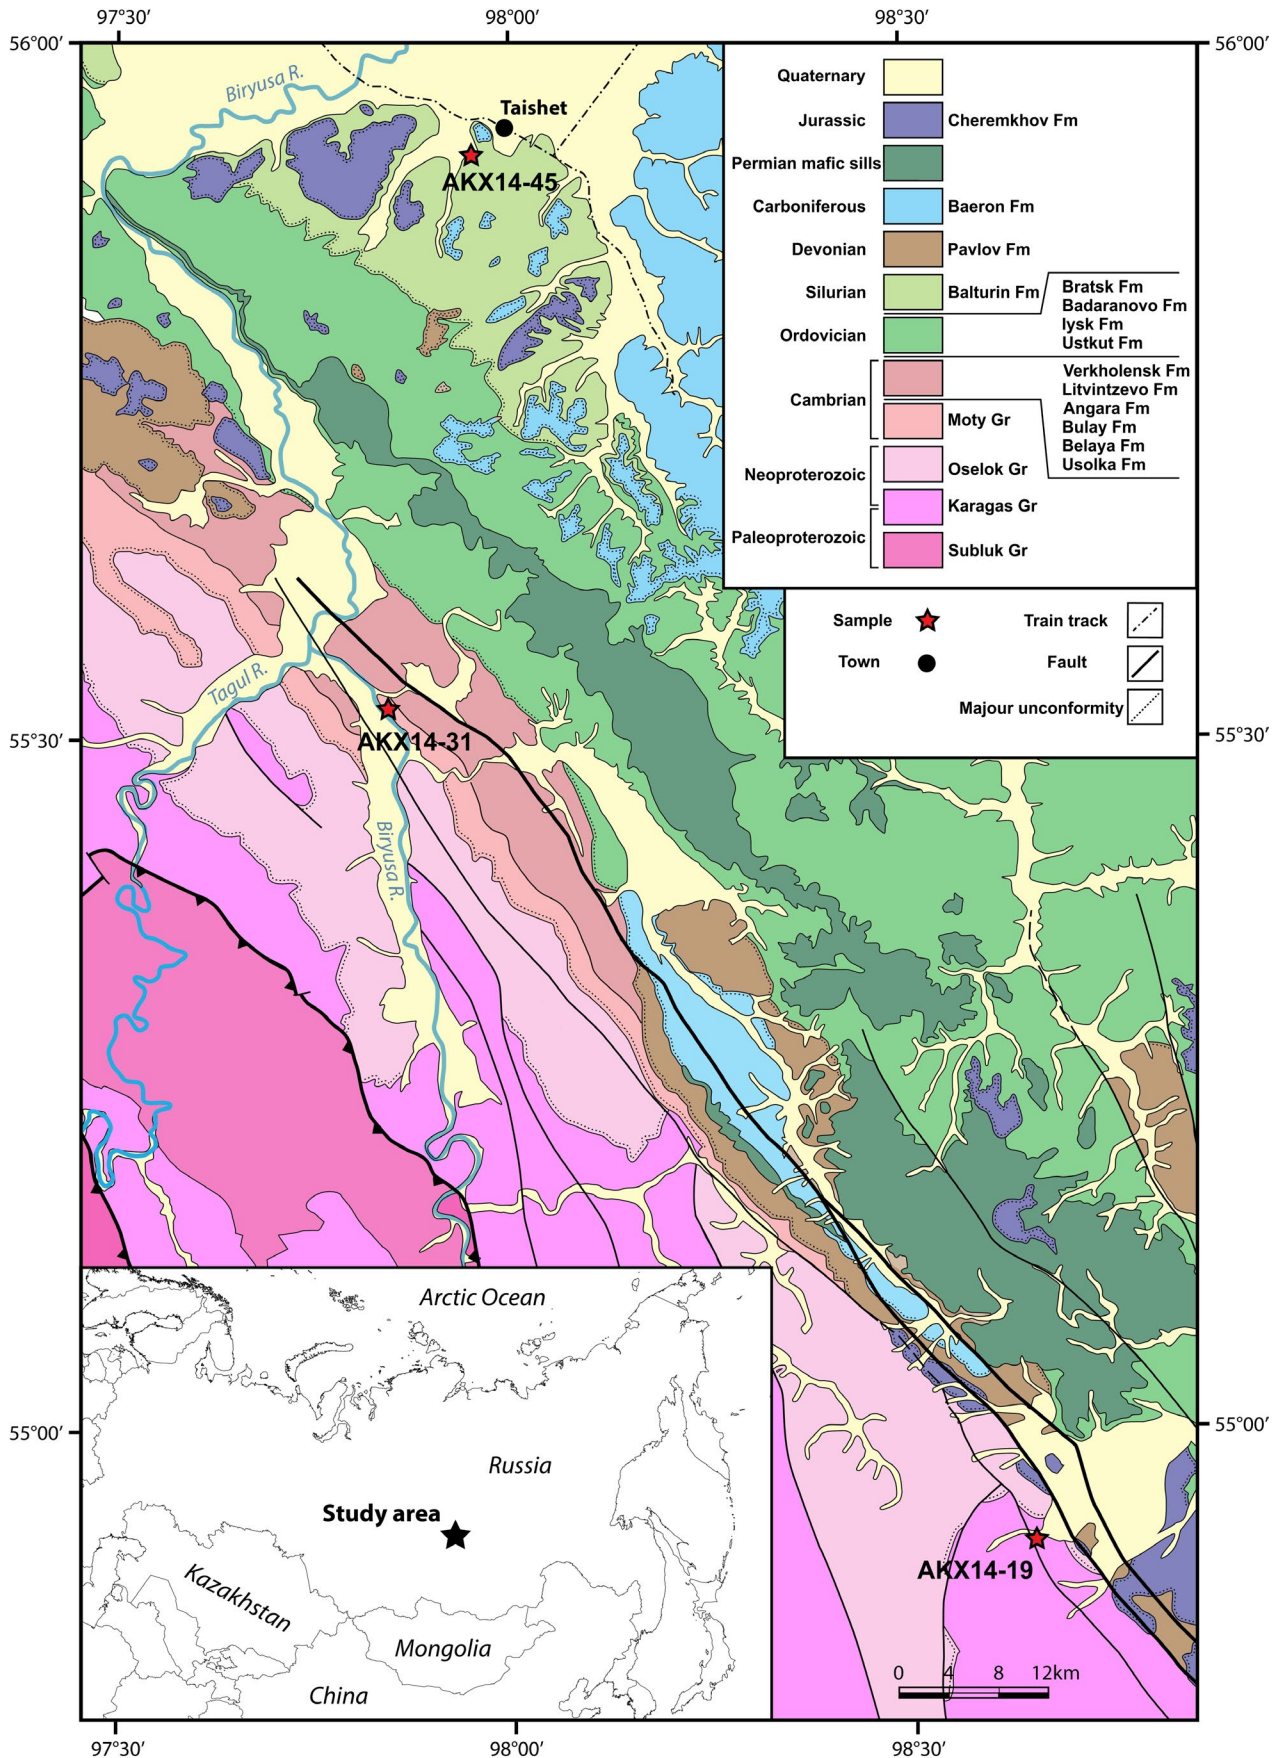 97°30′
98°00′
98°30′
56°00′
56°00′
Biryusa R.
Taishet
AKX14-45
Quaternary
Jurassic
Cheremkhov Fm
Permian mafic sills
Carboniferous
Baeron Fm
Devonian
Pavlov Fm
Silurian
Balturin Fm
Bratsk Fm
Badaranovo Fm
Iysk Fm
Ustkut Fm
Ordovician
Cambrian
Verkholensk Fm
Litvintzevo Fm
Angara Fm
Bulay Fm
Belaya Fm
Usolka Fm
Moty Gr
Neoproterozoic
Oselok Gr
Karagas Gr
Paleoproterozoic
Subluk Gr
Sample
Train track
Town
Fault
Majour unconformity
Tagul R.
55°30′
55°30′
AKX14-31
Biryusa R.
Arctic Ocean
Russia
Study area
Kazakhstan
Mongolia
China
55°00′
55°00′
AKX14-19
0 4 8 12km
97°30′
98°00′
98°30′